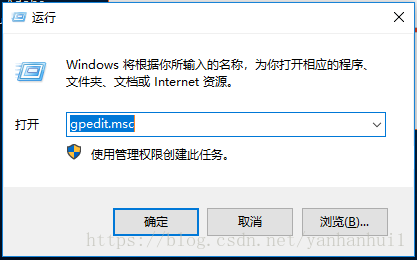 运行
Windows 将根据你所输入的名称，为你打开相应的程序、
文件夹、文档或 Internet 资源。
打开
gpedit.msc
使用管理权限创建此任务。
确定 取消 浏览(B)...
https://blog.csdn.net/yanhanhui1